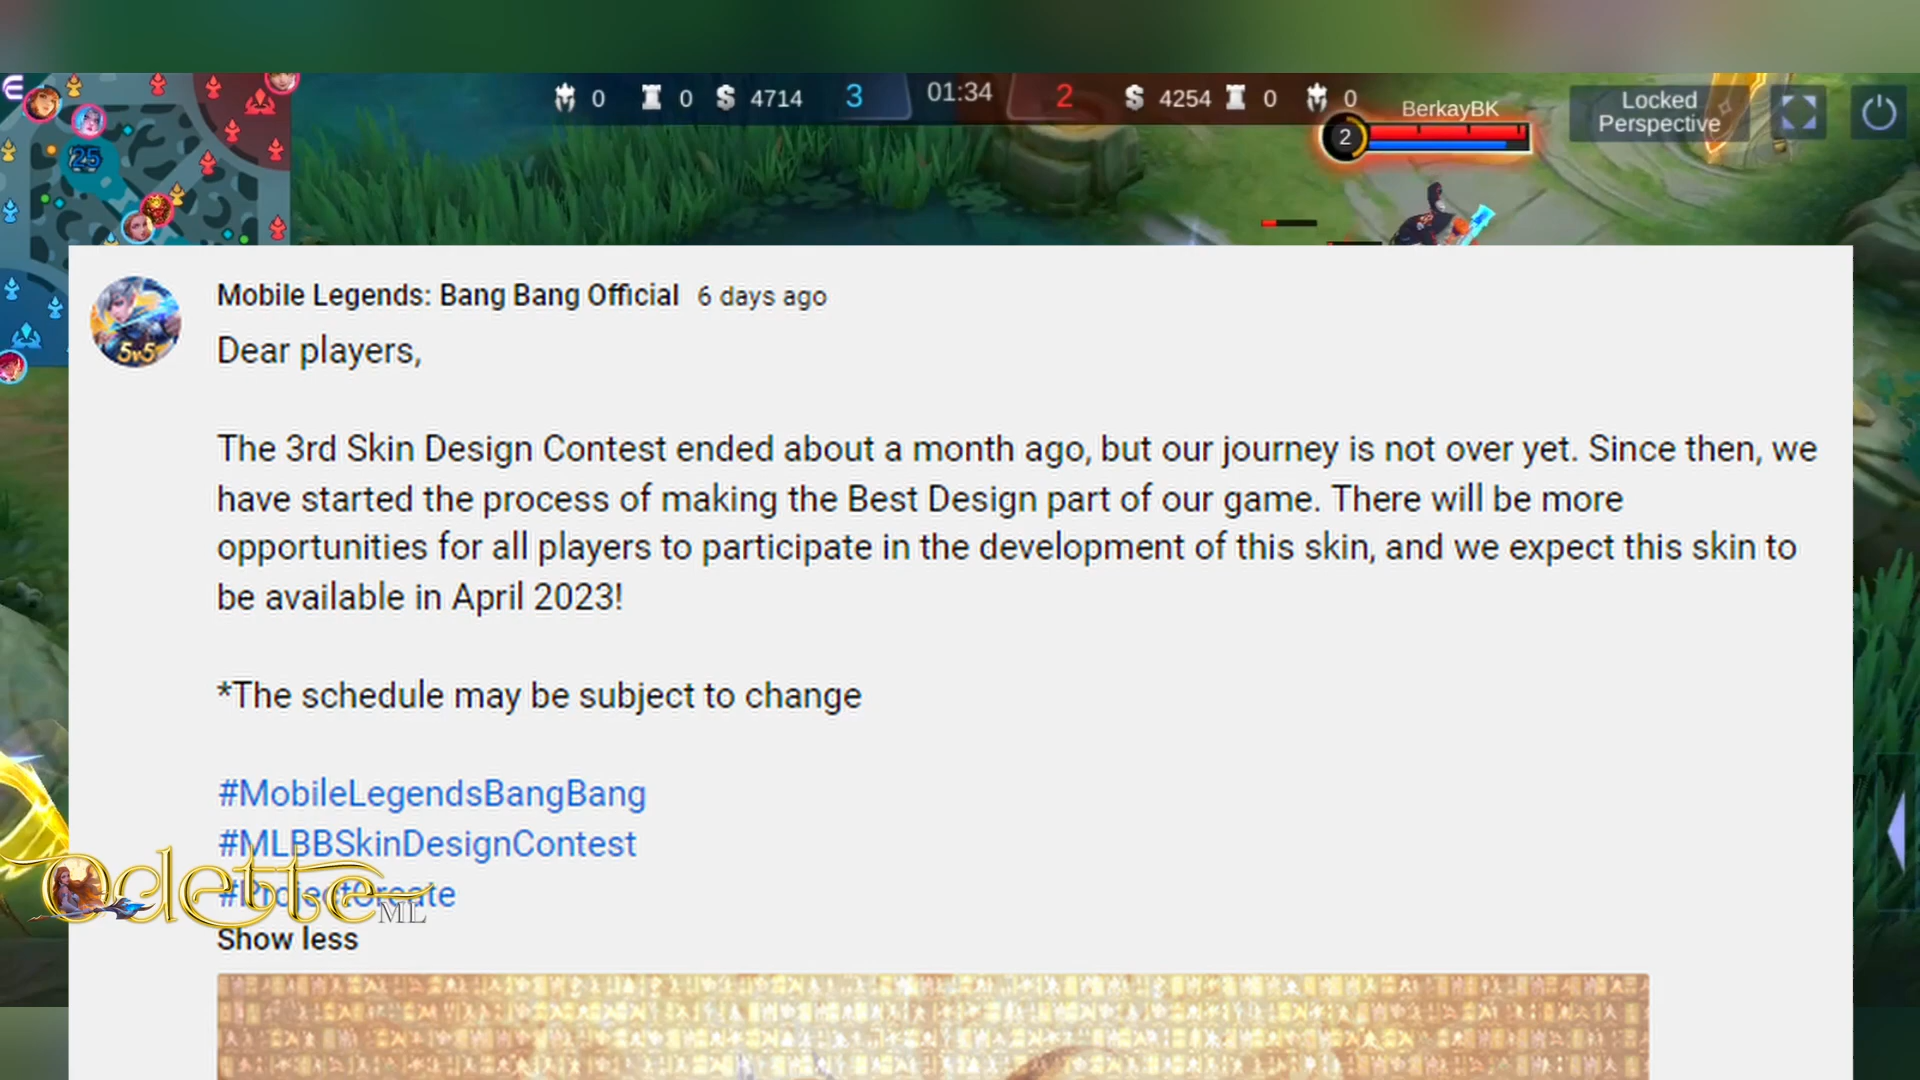 0 0 4714 3 01:34 2 4254 0 0
BerkayBK
2
Locked
Perspective
25
Mobile Legends: Bang Bang Official 6 days ago
5v5
Dear players,
The 3rd Skin Design Contest ended about a month ago, but our journey is not over yet. Since then, we
have started the process of making the Best Design part of our game. There will be more
opportunities for all players to participate in the development of this skin, and we expect this skin to
be available in April 2023!
*The schedule may be subject to change
#MobileLegendsBangBang
#MLBBSkinDesignContest
#ProjectCreate
Odette ML
Show less